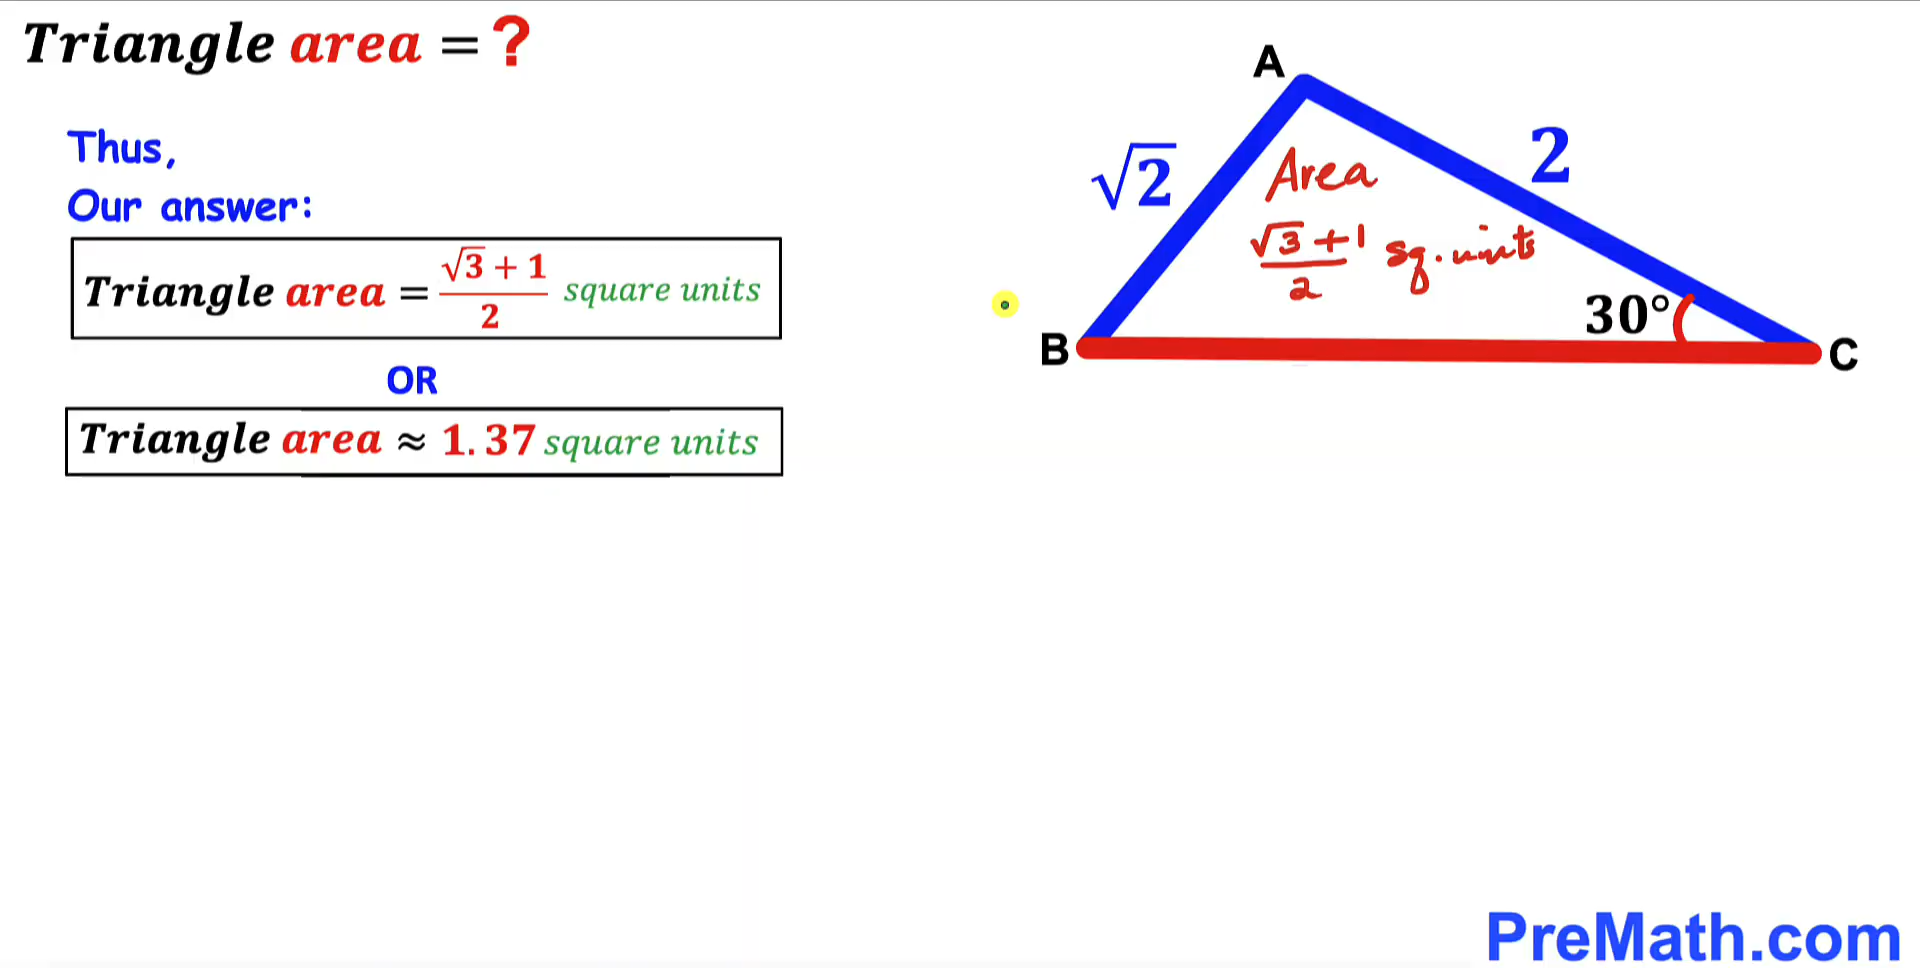 Triangle area = ?
Thus,
Our answer:
Triangle area = √3 + 1 / 2 square units
OR
Triangle area ≈ 1.37 square units
A
√2
2
Area
√3 + 1 / 2 sq. units
30°
B
C
PreMath.com